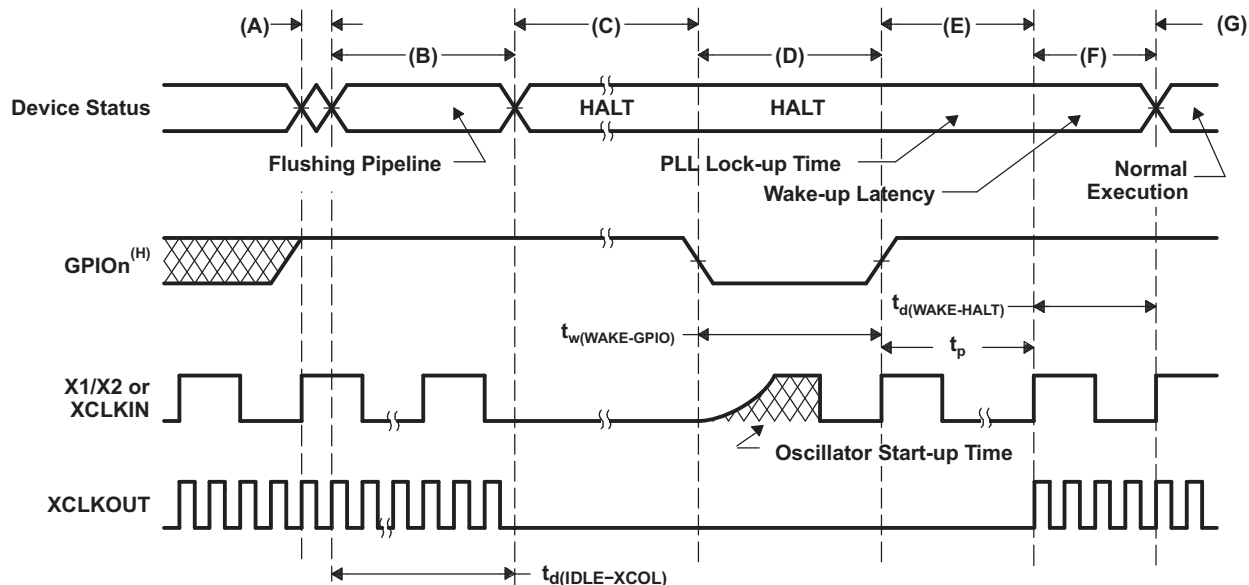 (A)
(C)
(E)
(G)
(B)
(D)
(F)
Device Status
HALT
HALT
Flushing Pipeline
PLL Lock-up Time
Wake-up Latency
Normal
Execution
GPIOn(H)
td(WAKE-HALT)
tw(WAKE-GPIO)
tp
X1/X2 or
XCLKIN
Oscillator Start-up Time
XCLKOUT
td(IDLE−XCOL)